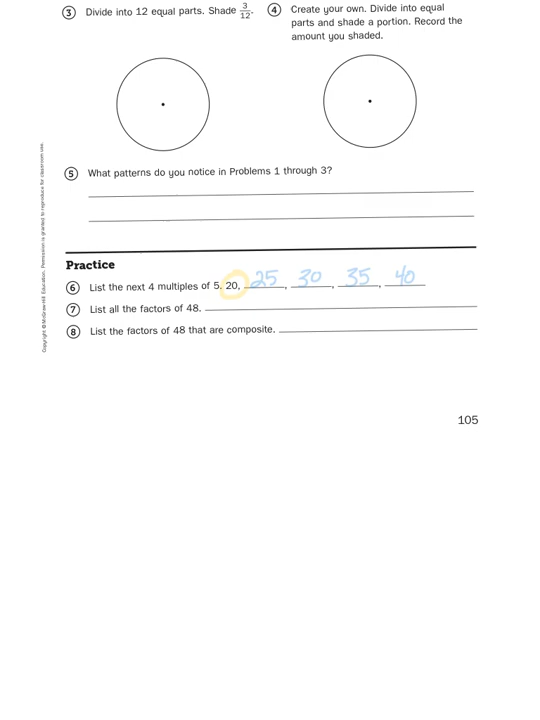 ③ Divide into 12 equal parts. Shade 3/12.
④ Create your own. Divide into equal
parts and shade a portion. Record the
amount you shaded.
⑤ What patterns do you notice in Problems 1 through 3?
Practice
⑥ List the next 4 multiples of 5. 20, 25, 30, 35, 40
⑦ List all the factors of 48.
⑧ List the factors of 48 that are composite.
Copyright © McGraw-Hill Education. Permission is granted to reproduce for classroom use.
105